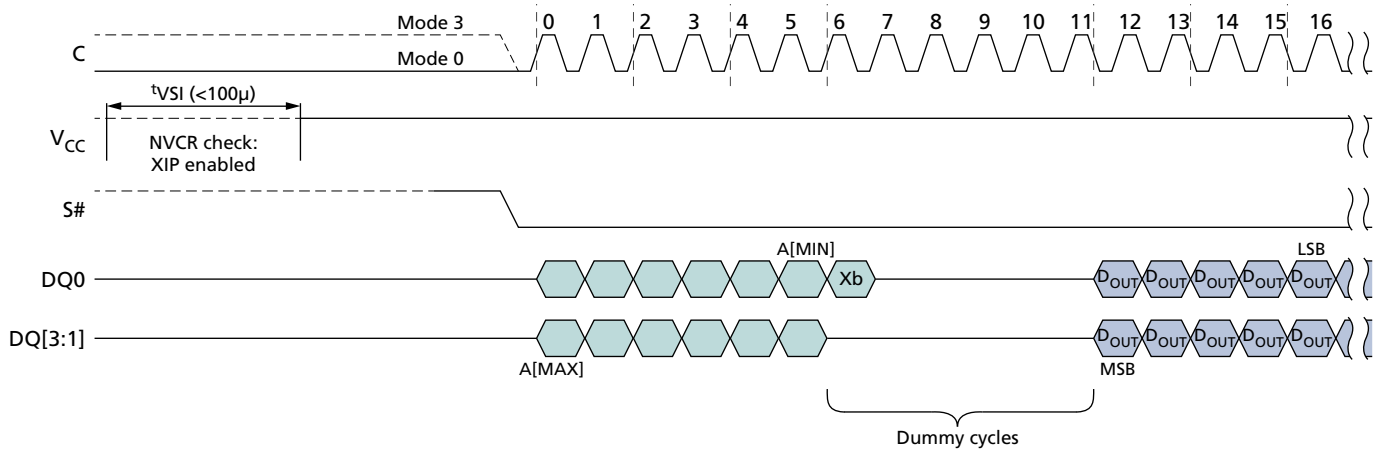 Mode 3
0 1 2 3 4 5 6 7 8 9 10 11 12 13 14 15 16
C
Mode 0
tVSI (<100µ)
VCC
NVCR check:
XIP enabled
S#
A[MIN]
LSB
DQ0
Xb
DOUT DOUT DOUT DOUT DOUT
DQ[3:1]
DOUT DOUT DOUT DOUT DOUT
A[MAX]
MSB
Dummy cycles